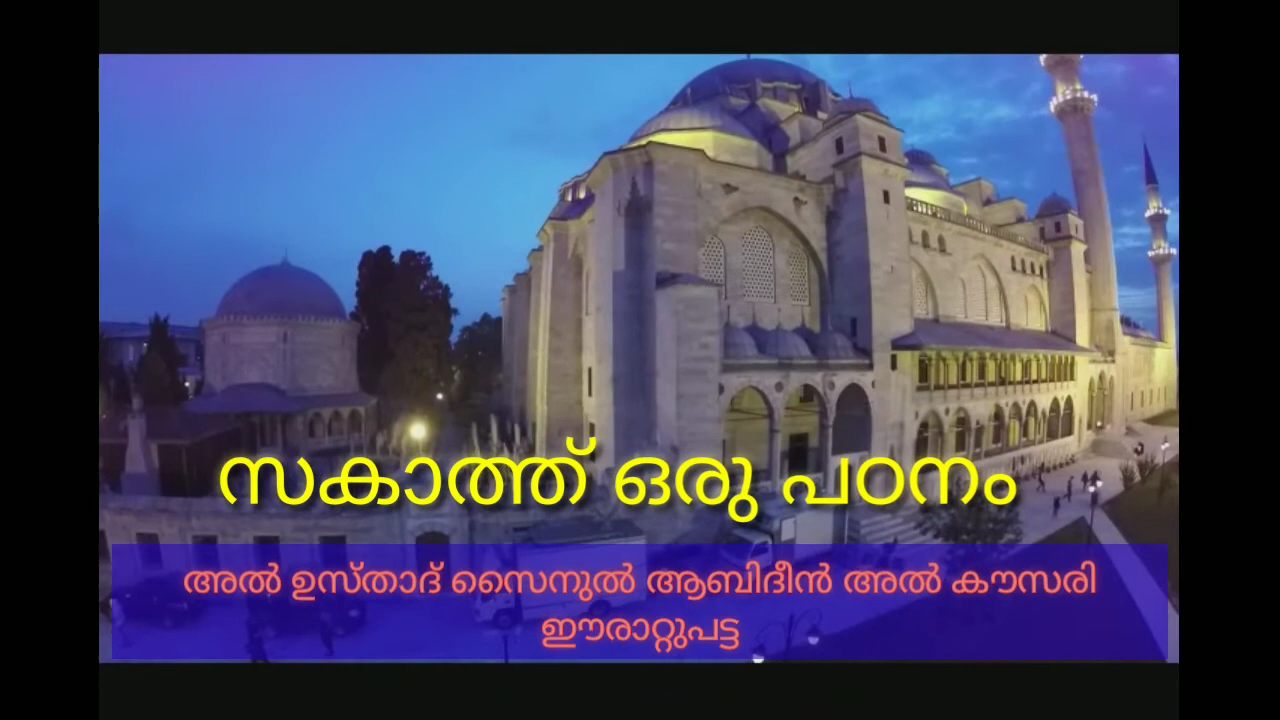 സകാത്ത് ഒരു പഠനം
അൽ ഉസ്താദ് സൈനുൽ ആബിദീൻ അൽ കൗസരി
ഈരാറ്റുപട്ട